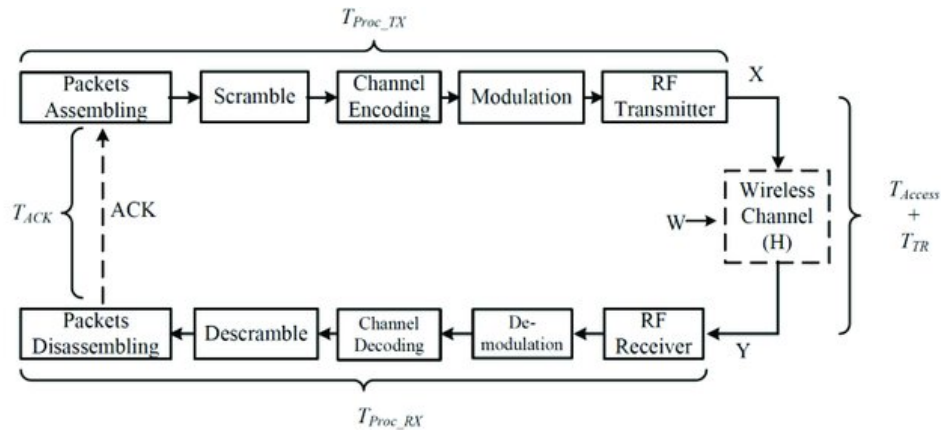 T_Proc_TX
Packets
Assembling
Scramble
Channel
Encoding
Modulation
RF
Transmitter
X
T_ACK
ACK
W
Wireless
Channel
(H)
T_Access
+
T_TR
Packets
Disassembling
Descramble
Channel
Decoding
De-
modulation
RF
Receiver
Y
T_Proc_RX